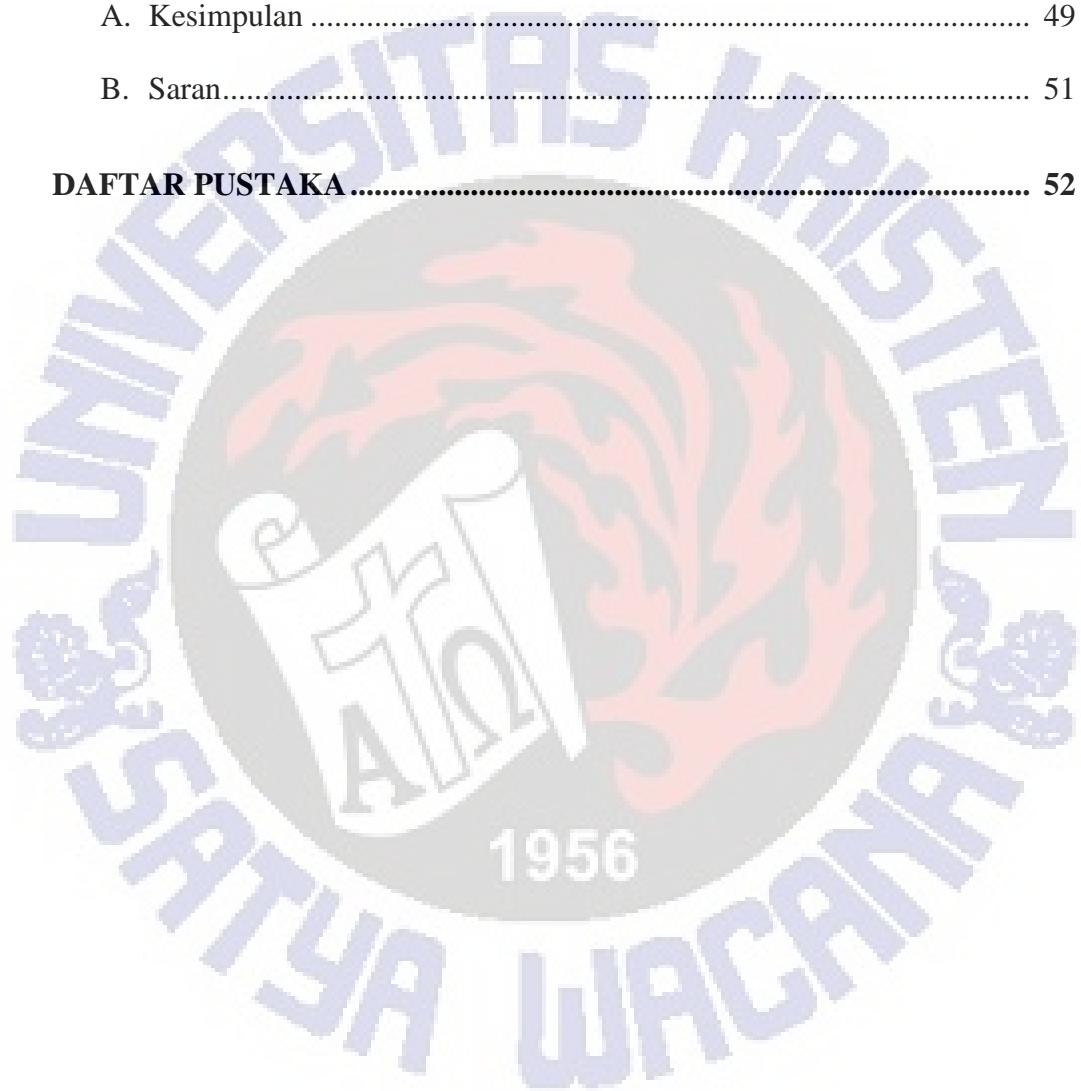 A. Kesimpulan ........................................................................................ 49
B. Saran.................................................................................................... 51
DAFTAR PUSTAKA ................................................................................... 52
UNIVERSITAS KRISTEN
Α Ω
1956
SATYA WACANA